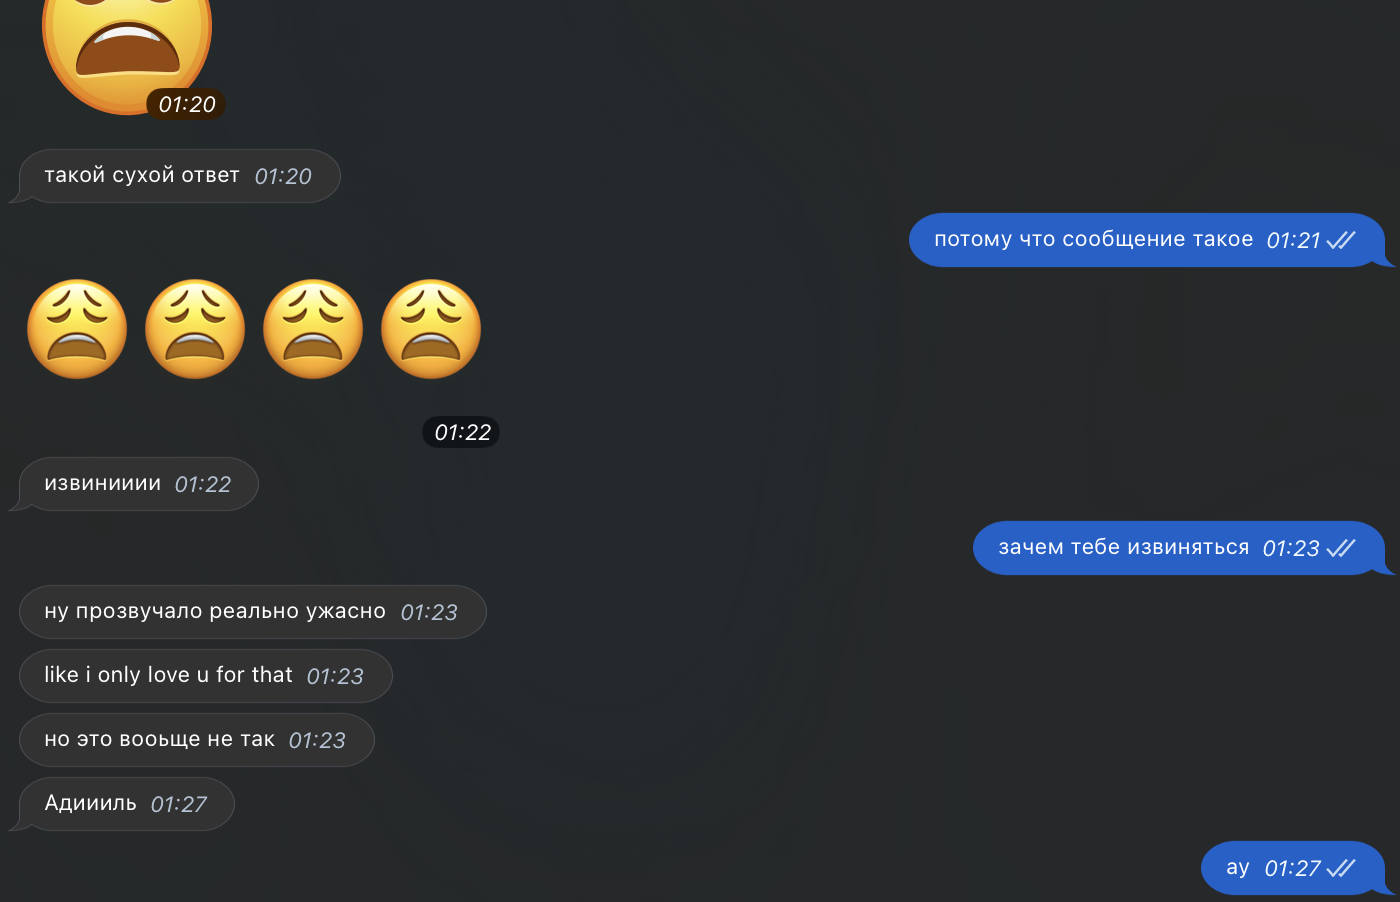 01:20
такой сухой ответ 01:20
потому что сообщение такое 01:21
01:22
извинииии 01:22
зачем тебе извиняться 01:23
ну прозвучало реально ужасно 01:23
like i only love u for that 01:23
но это вооьще не так 01:23
Адиииль 01:27
ау 01:27